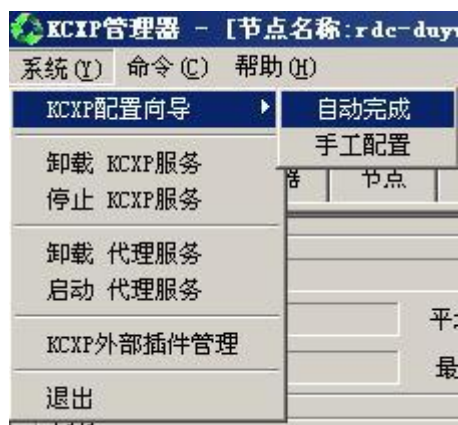 KCXP管理器 - [节点名称:rdc-duy
系统(Y) 命令(C) 帮助(H)
KCXP配置向导
自动完成
手工配置
卸载 KCXP服务
停止 KCXP服务
器 节点
卸载 代理服务
启动 代理服务
平
KCXP外部插件管理
最
退出